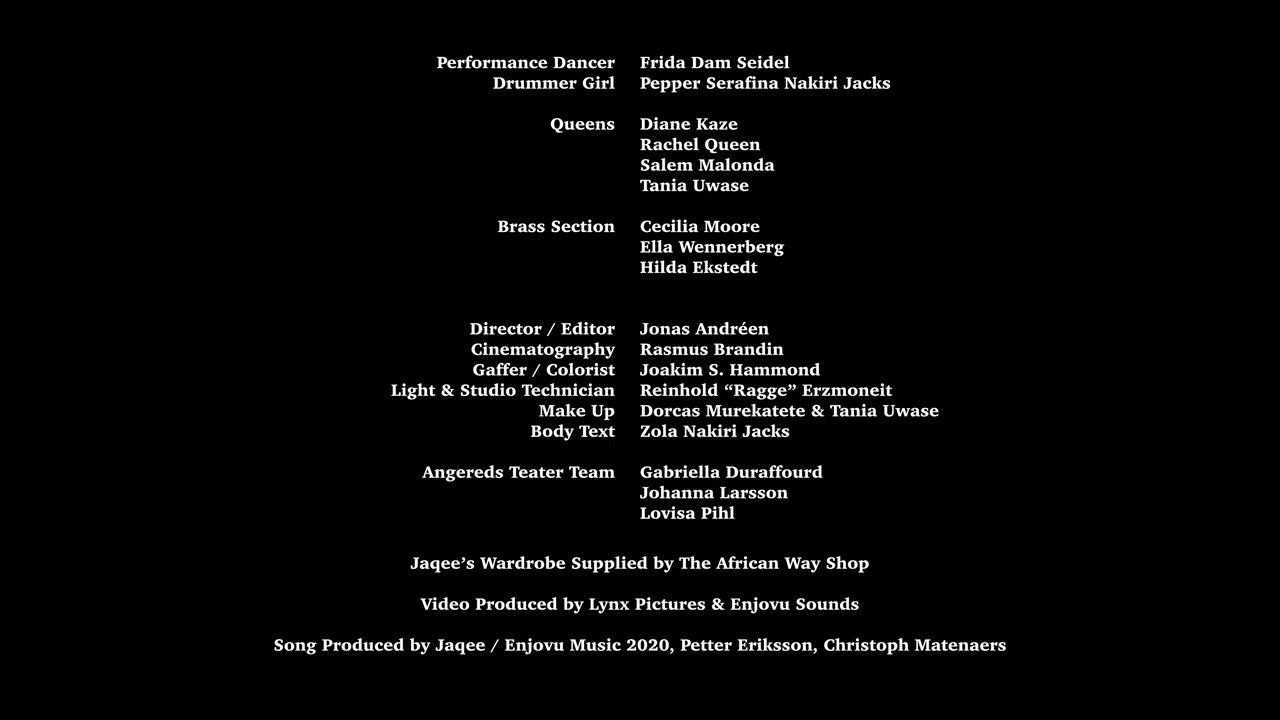 Performance Dancer Frida Dam Seidel
Drummer Girl Pepper Serafina Nakiri Jacks
Queens Diane Kaze
Rachel Queen
Salem Malonda
Tania Uwase
Brass Section Cecilia Moore
Ella Wennerberg
Hilda Ekstedt
Director / Editor Jonas Andréen
Cinematography Rasmus Brandin
Gaffer / Colorist Joakim S. Hammond
Light & Studio Technician Reinhold “Ragge” Erzmoneit
Make Up Dorcas Murekatete & Tania Uwase
Body Text Zola Nakiri Jacks
Angereds Teater Team Gabriella Duraffourd
Johanna Larsson
Lovisa Pihl
Jaqee’s Wardrobe Supplied by The African Way Shop
Video Produced by Lynx Pictures & Enjovu Sounds
Song Produced by Jaqee / Enjovu Music 2020, Petter Eriksson, Christoph Matenaers